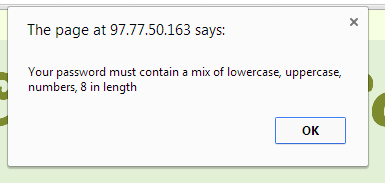 The page at 97.77.50.163 says:
Your password must contain a mix of lowercase, uppercase,
numbers, 8 in length
OK